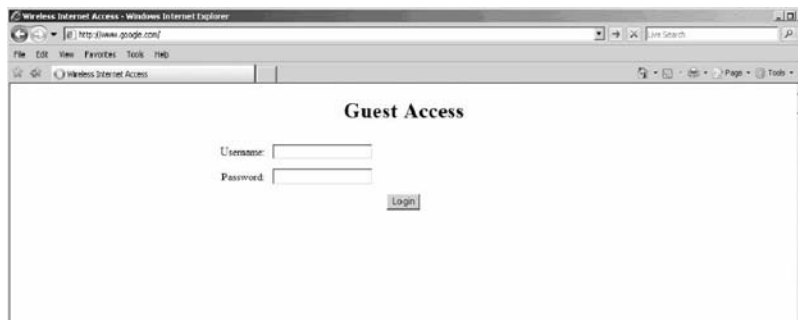 Wireless Internet Access - Windows Internet Explorer
http://www.google.com/
Live Search
File Edit View Favorites Tools Help
Wireless Internet Access
Page Tools
Guest Access
Username:
Password:
Login